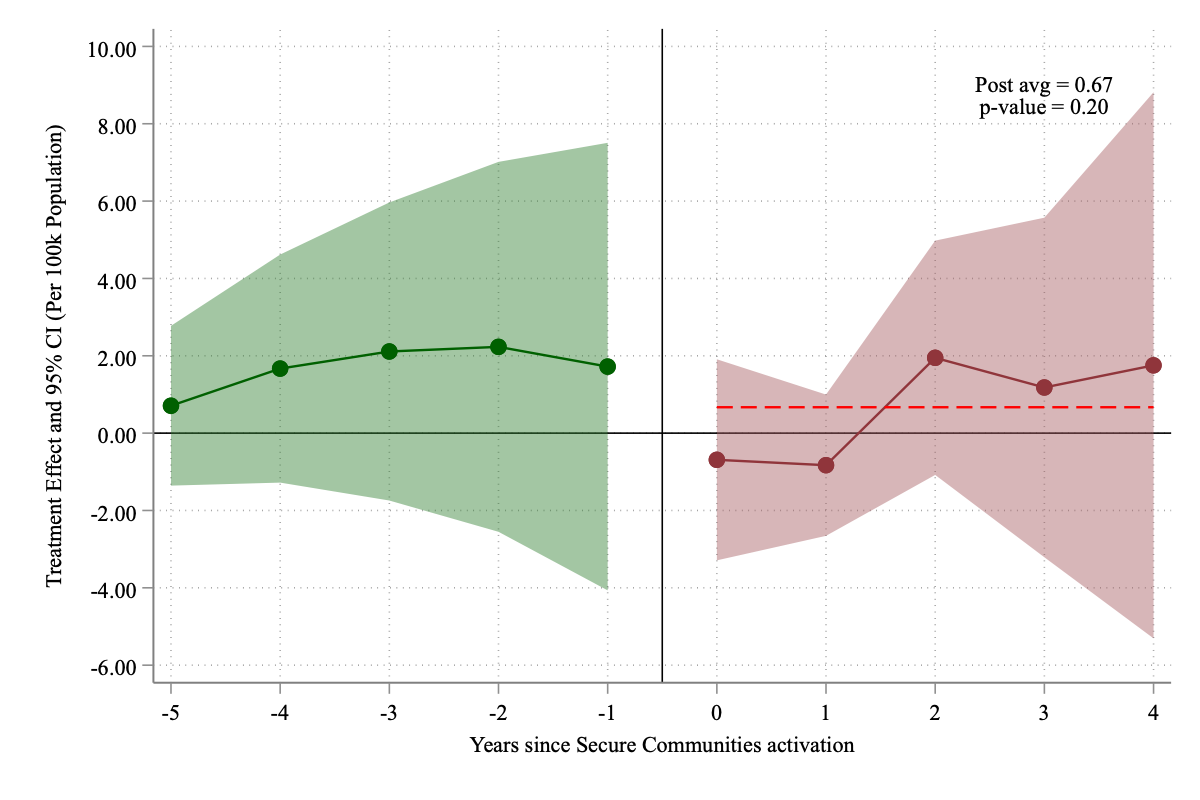 Treatment Effect and 95% CI (Per 100k Population)
10.00
8.00
6.00
4.00
2.00
0.00
-2.00
-4.00
-6.00
Post avg = 0.67
p-value = 0.20
-5 -4 -3 -2 -1 0 1 2 3 4
Years since Secure Communities activation